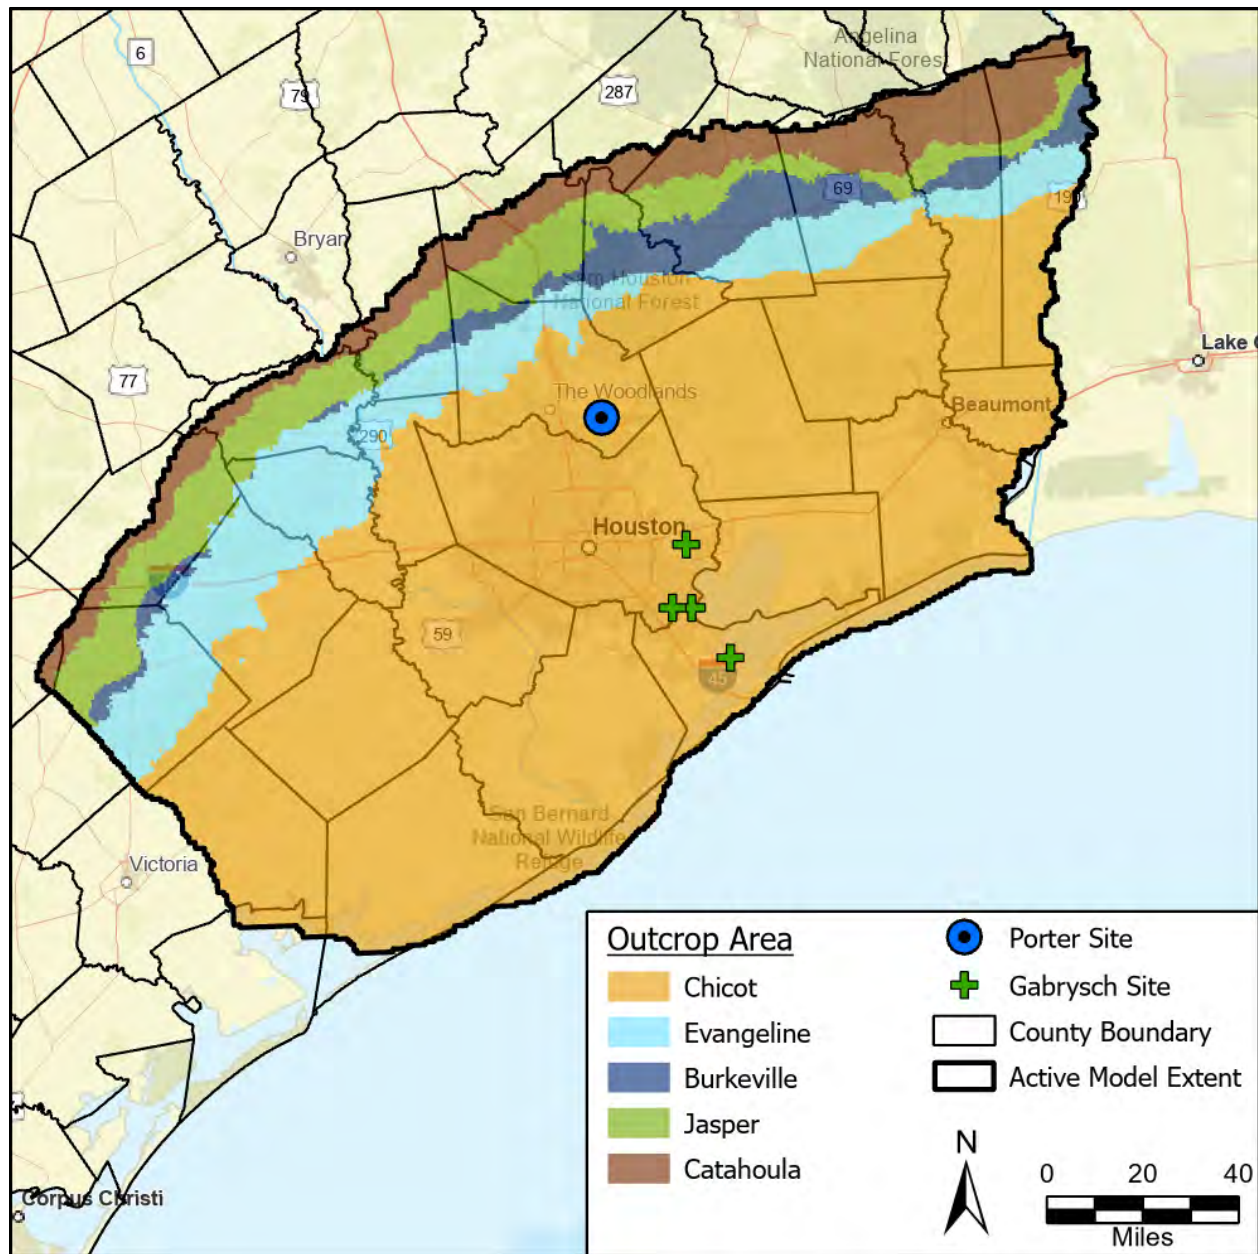 Angelina
National Fores
6
79
287
69
190
Bryan
Sam Houston
National Forest
77
Lake C
The Woodlands
Beaumont
290
Houston
59
45
San Bernard
National Wildlife
Refuge
Victoria
Corpus Christi
Outcrop Area
Chicot
Evangeline
Burkeville
Jasper
Catahoula
Porter Site
Gabrysch Site
County Boundary
Active Model Extent
N
0 20 40
Miles